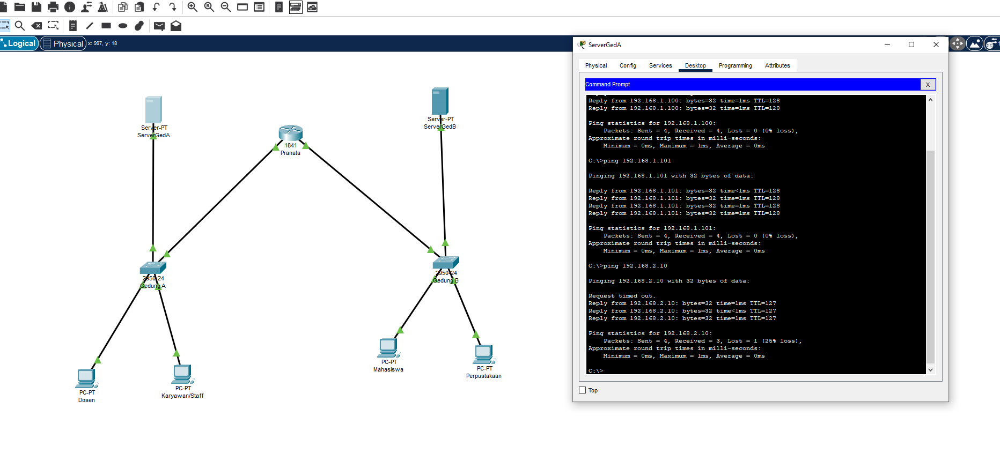 Logical
Physical
x: 997, y: 18
Server-PT
ServerGedA
1841
Pranata
Server-PT
ServerGedB
2950-24
Gedung A
2950-24
Gedung B
PC-PT
Dosen
PC-PT
Karyawan/Staff
PC-PT
Mahasiswa
PC-PT
Perpustakaan
ServerGedA
Physical
Config
Services
Desktop
Programming
Attributes
Command Prompt
X
Reply from 192.168.1.100: bytes=32 time=1ms TTL=128
Reply from 192.168.1.100: bytes=32 time=1ms TTL=128
Ping statistics for 192.168.1.100:
Packets: Sent = 4, Received = 4, Lost = 0 (0% loss),
Approximate round trip times in milli-seconds:
Minimum = 0ms, Maximum = 1ms, Average = 0ms
C:\>ping 192.168.1.101
Pinging 192.168.1.101 with 32 bytes of data:
Reply from 192.168.1.101: bytes=32 time<1ms TTL=128
Reply from 192.168.1.101: bytes=32 time=1ms TTL=128
Reply from 192.168.1.101: bytes=32 time=1ms TTL=128
Reply from 192.168.1.101: bytes=32 time=1ms TTL=128
Ping statistics for 192.168.1.101:
Packets: Sent = 4, Received = 4, Lost = 0 (0% loss),
Approximate round trip times in milli-seconds:
Minimum = 0ms, Maximum = 1ms, Average = 0ms
C:\>ping 192.168.2.10
Pinging 192.168.2.10 with 32 bytes of data:
Request timed out.
Reply from 192.168.2.10: bytes=32 time=1ms TTL=127
Reply from 192.168.2.10: bytes=32 time<1ms TTL=127
Reply from 192.168.2.10: bytes=32 time=1ms TTL=127
Ping statistics for 192.168.2.10:
Packets: Sent = 4, Received = 3, Lost = 1 (25% loss),
Approximate round trip times in milli-seconds:
Minimum = 0ms, Maximum = 1ms, Average = 0ms
C:\>
Top